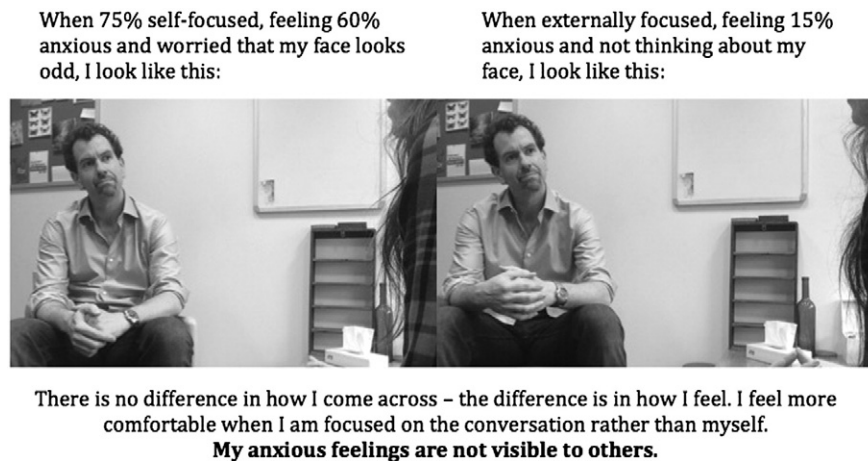 When 75% self-focused, feeling 60%
anxious and worried that my face looks
odd, I look like this:
When externally focused, feeling 15%
anxious and not thinking about my
face, I look like this:
There is no difference in how I come across – the difference is in how I feel. I feel more
comfortable when I am focused on the conversation rather than myself.
My anxious feelings are not visible to others.